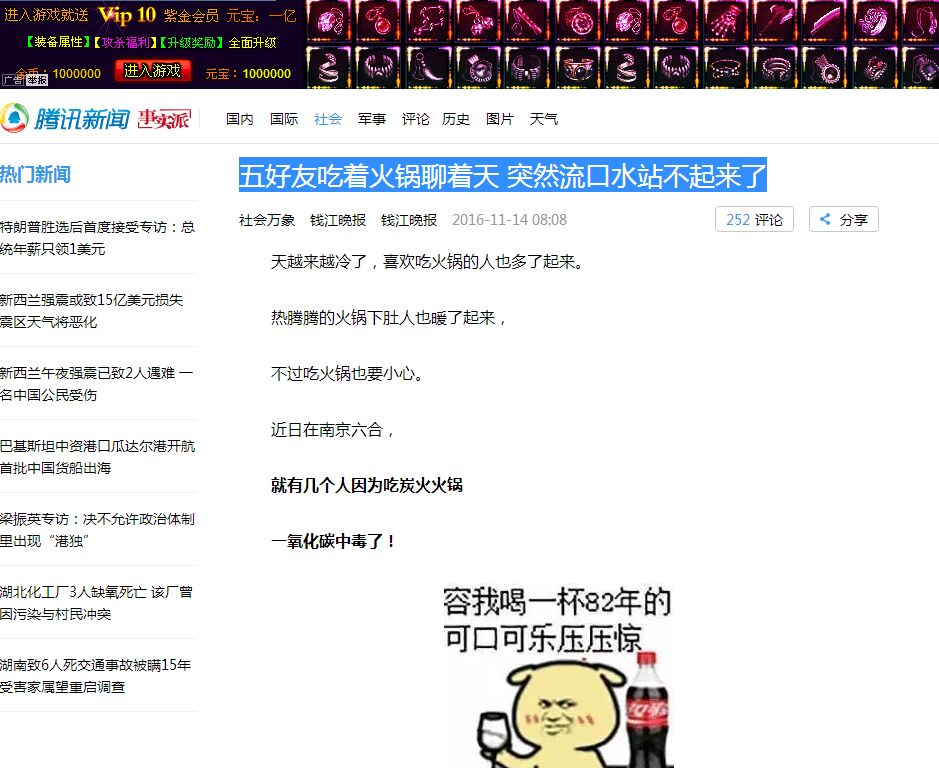 进入游戏就送 Vip 10 紫金会员 元宝：一亿
【装备属性】【攻杀福利】【升级奖励】全面升级
1000000 进入游戏 元宝：1000000
广告 举报
腾讯新闻 事实派 国内 国际 社会 军事 评论 历史 图片 天气
热门新闻
特朗普胜选后首度接受专访：总
统年薪只领1美元
新西兰强震或致15亿美元损失
震区天气将恶化
新西兰午夜强震已致2人遇难 一
名中国公民受伤
巴基斯坦中资港口瓜达尔港开航
首批中国货船出海
梁振英专访：决不允许政治体制
里出现“港独”
湖北化工厂3人缺氧死亡 该厂曾
因污染与村民冲突
湖南致6人死交通事故被瞒15年
受害家属望重启调查
五好友吃着火锅聊着天 突然流口水站不起来了
社会万象 钱江晚报 钱江晚报 2016-11-14 08:08 252 评论 分享
天越来越冷了，喜欢吃火锅的人也多了起来。
热腾腾的火锅下肚人也暖了起来，
不过吃火锅也要小心。
近日在南京六合，
就有几个人因为吃炭火火锅
一氧化碳中毒了！
容我喝一杯82年的
可口可乐压压惊